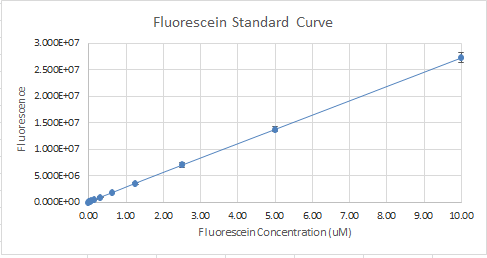 Fluorescein Standard Curve
3.000E+07
2.500E+07
2.000E+07
1.500E+07
1.000E+07
5.000E+06
0.000E+00
Fluorescence
0.00 1.00 2.00 3.00 4.00 5.00 6.00 7.00 8.00 9.00 10.00
Fluorescein Concentration (uM)